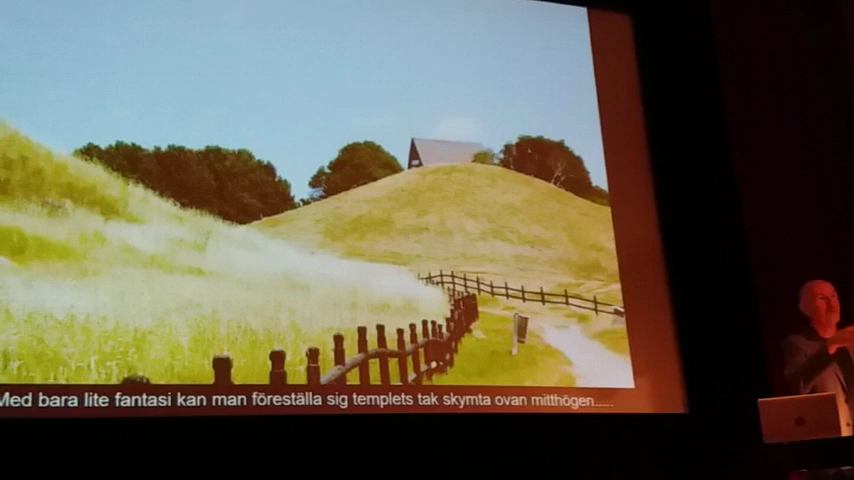 Med bara lite fantasi kan man föreställa sig templets tak skymta ovan mitthögen.....